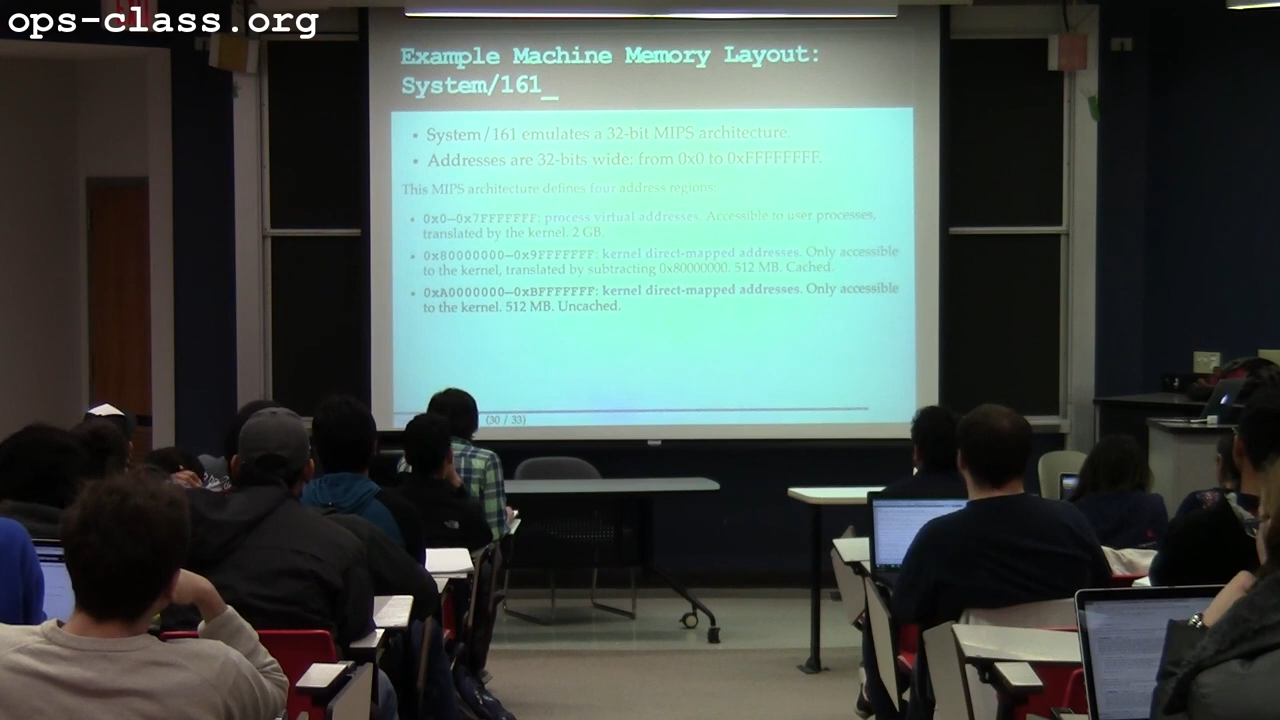 ops-class.org
Example Machine Memory Layout:
System/161_
• System/161 emulates a 32-bit MIPS architecture.
• Addresses are 32-bits wide: from 0x0 to 0xFFFFFFFF.
This MIPS architecture defines four address regions:
• 0x0–0x7FFFFFFF: process virtual addresses. Accessible to user processes,
translated by the kernel. 2 GB.
• 0x80000000–0x9FFFFFFF: kernel direct-mapped addresses. Only accessible
to the kernel, translated by subtracting 0x80000000. 512 MB. Cached.
• 0xA0000000–0xBFFFFFFF: kernel direct-mapped addresses. Only accessible
to the kernel. 512 MB. Uncached.
(30 / 33)